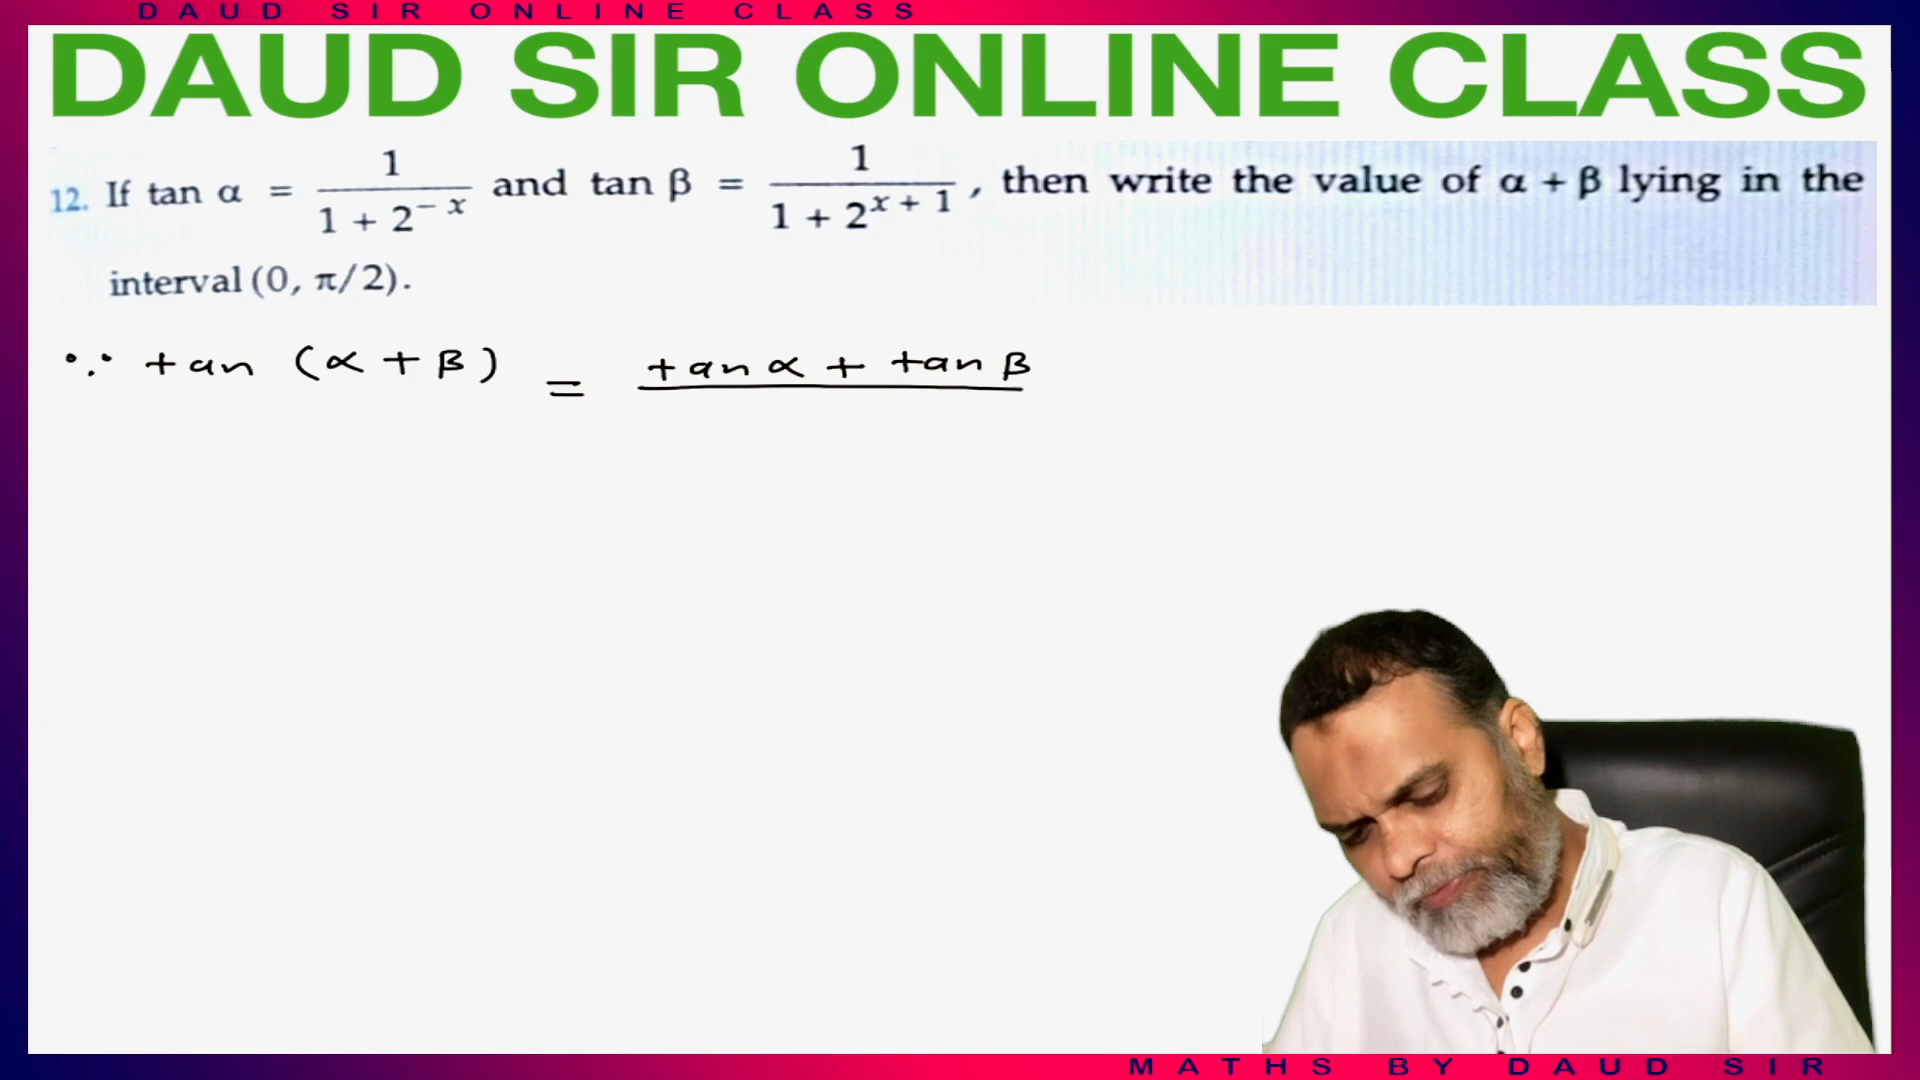 DAUD SIR ONLINE CLASS
DAUD SIR ONLINE CLASS
12. If tan α = 1/(1 + 2^(− x)) and tan β = 1/(1 + 2^(x + 1)), then write the value of α + β lying in the
interval (0, π/2).
∵ tan (α + β) = tan α + tan β
MATHS BY DAUD SIR